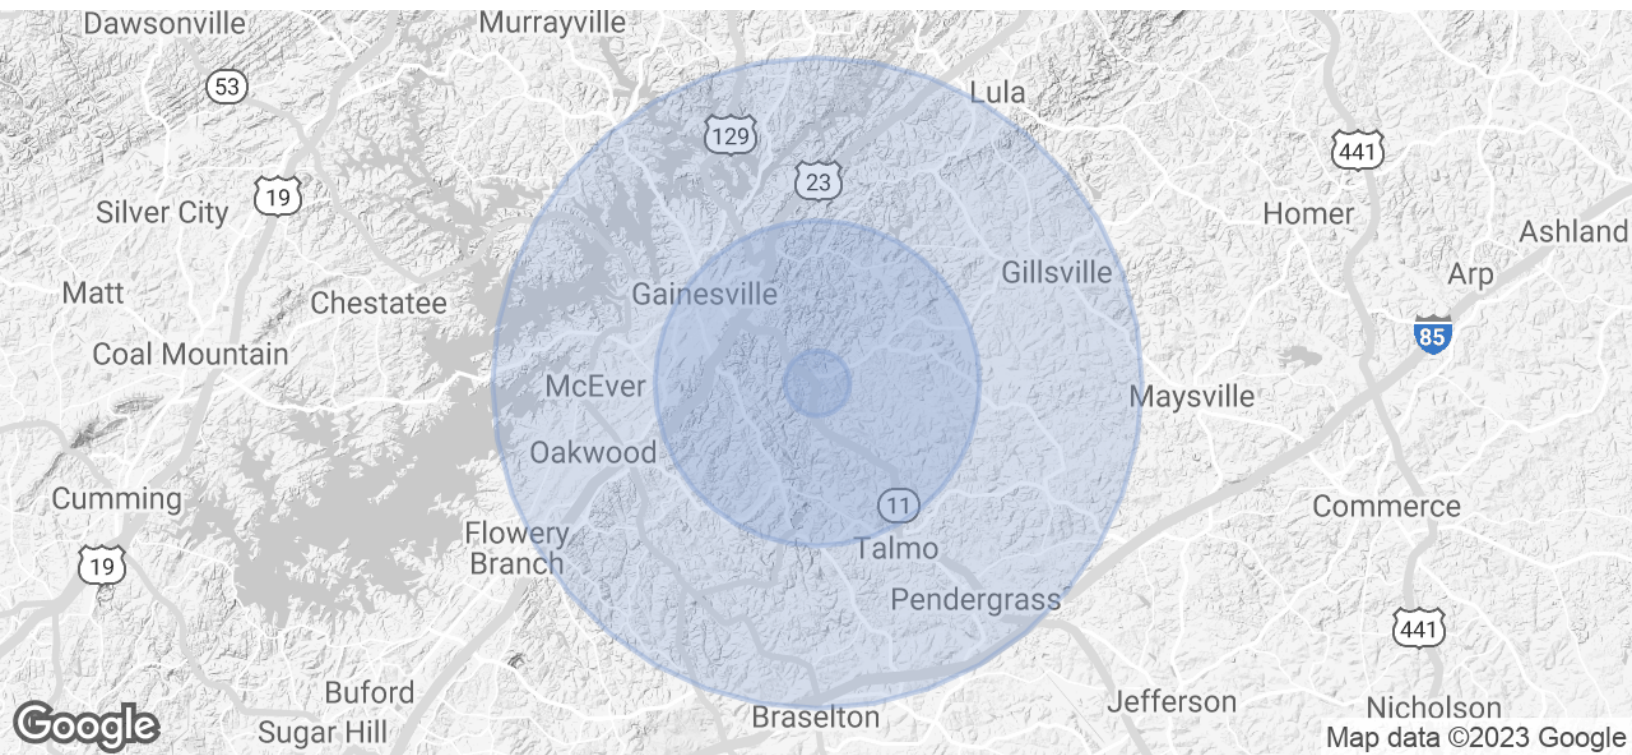 Dawsonville
Murrayville
53
Lula
129
441
23
19
Silver City
Homer
Ashland
Gillsville
Arp
Matt
Gainesville
Chestatee
85
Coal Mountain
McEver
Maysville
Oakwood
Cumming
11
Commerce
Flowery
Branch
Talmo
19
Pendergrass
441
Buford
Jefferson
Nicholson
Braselton
Google
Sugar Hill
Map data ©2023 Google